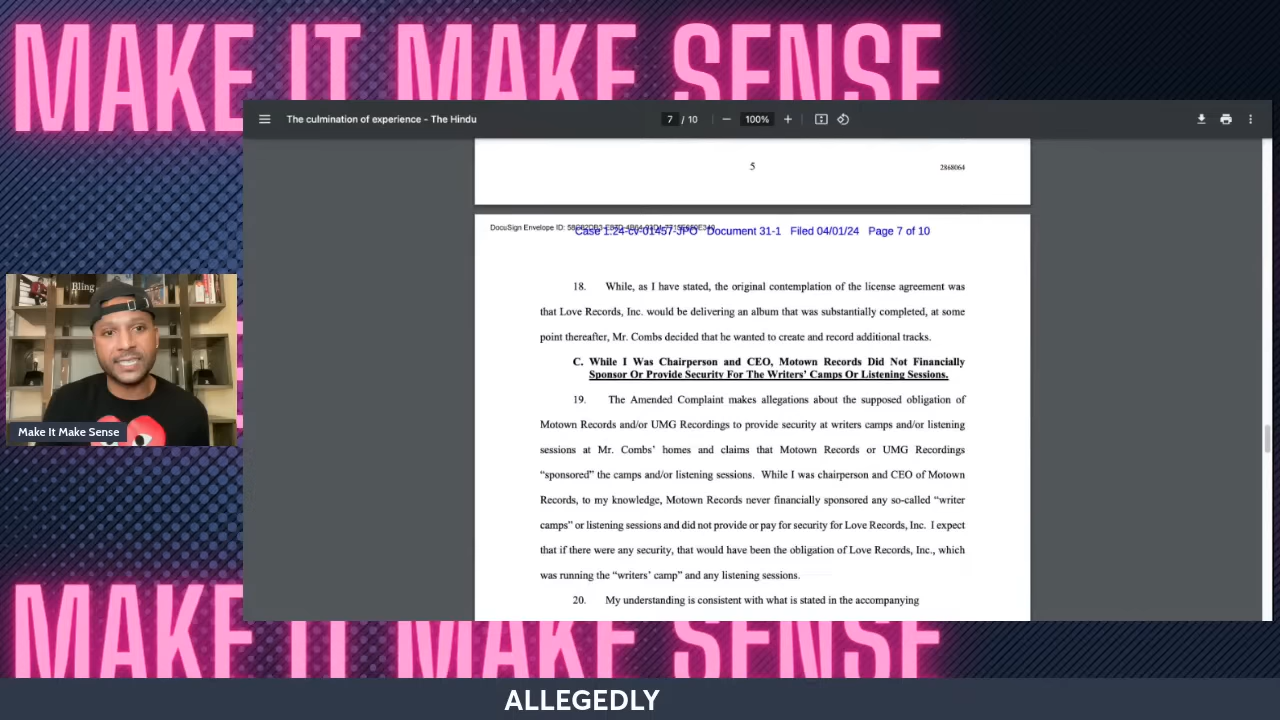 MAKE IT MAKE SENSE
The culmination of experience - The Hindu
7 / 10
100%
5
2868064
DocuSign Envelope ID:
Case 1:24-cv-01457-JPO Document 31-1 Filed 04/01/24 Page 7 of 10
18. While, as I have stated, the original contemplation of the license agreement was
that Love Records, Inc. would be delivering an album that was substantially completed, at some
point thereafter, Mr. Combs decided that he wanted to create and record additional tracks.
C. While I Was Chairperson and CEO, Motown Records Did Not Financially
Sponsor Or Provide Security For The Writers' Camps Or Listening Sessions.
19. The Amended Complaint makes allegations about the supposed obligation of
Motown Records and/or UMG Recordings to provide security at writers camps and/or listening
sessions at Mr. Combs' homes and claims that Motown Records or UMG Recordings
“sponsored” the camps and/or listening sessions. While I was chairperson and CEO of Motown
Records, to my knowledge, Motown Records never financially sponsored any so-called “writer
camps” or listening sessions and did not provide or pay for security for Love Records, Inc. I expect
that if there were any security, that would have been the obligation of Love Records, Inc., which
was running the “writers' camp” and any listening sessions.
20. My understanding is consistent with what is stated in the accompanying
Bling
Make It Make Sense
MAKE IT MAKE SENSE
ALLEGEDLY